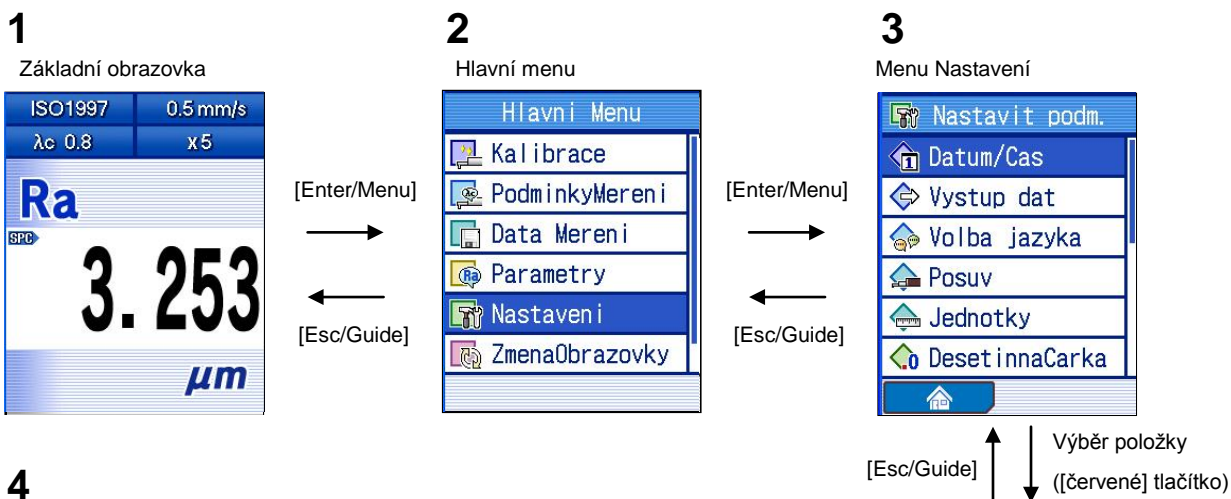 1
Základní obrazovka
ISO1997 0.5 mm/s
λc 0.8 x5
Ra
SPC
3.253
µm
[Enter/Menu]
[Esc/Guide]
2
Hlavní menu
Hlavni Menu
Kalibrace
PodminkyMereni
Data Mereni
Parametry
Nastaveni
ZmenaObrazovky
[Enter/Menu]
[Esc/Guide]
3
Menu Nastavení
Nastavit podm.
Datum/Cas
Vystup dat
Volba jazyka
Posuv
Jednotky
DesetinnaCarka
[Esc/Guide]
Výběr položky
([červené] tlačítko)
4